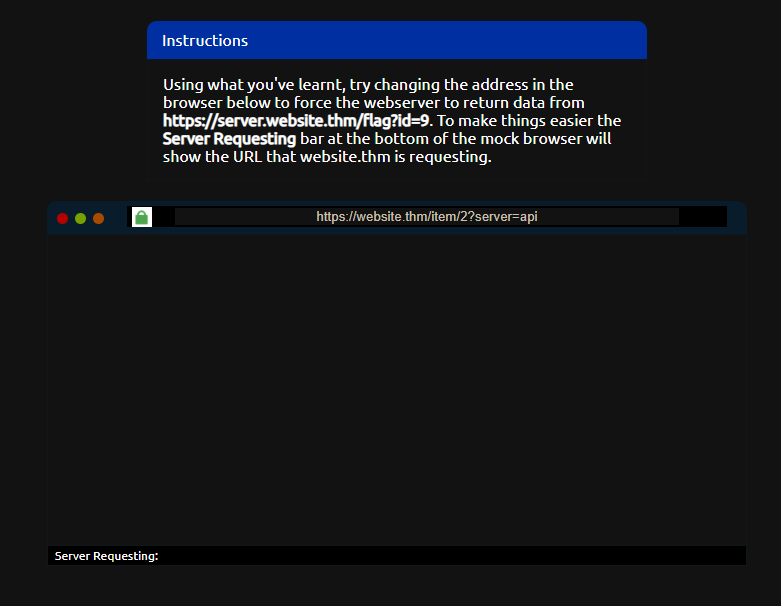 Instructions
Using what you've learnt, try changing the address in the
browser below to force the webserver to return data from
https://server.website.thm/flag?id=9. To make things easier the
Server Requesting bar at the bottom of the mock browser will
show the URL that website.thm is requesting.
https://website.thm/item/2?server=api
Server Requesting: